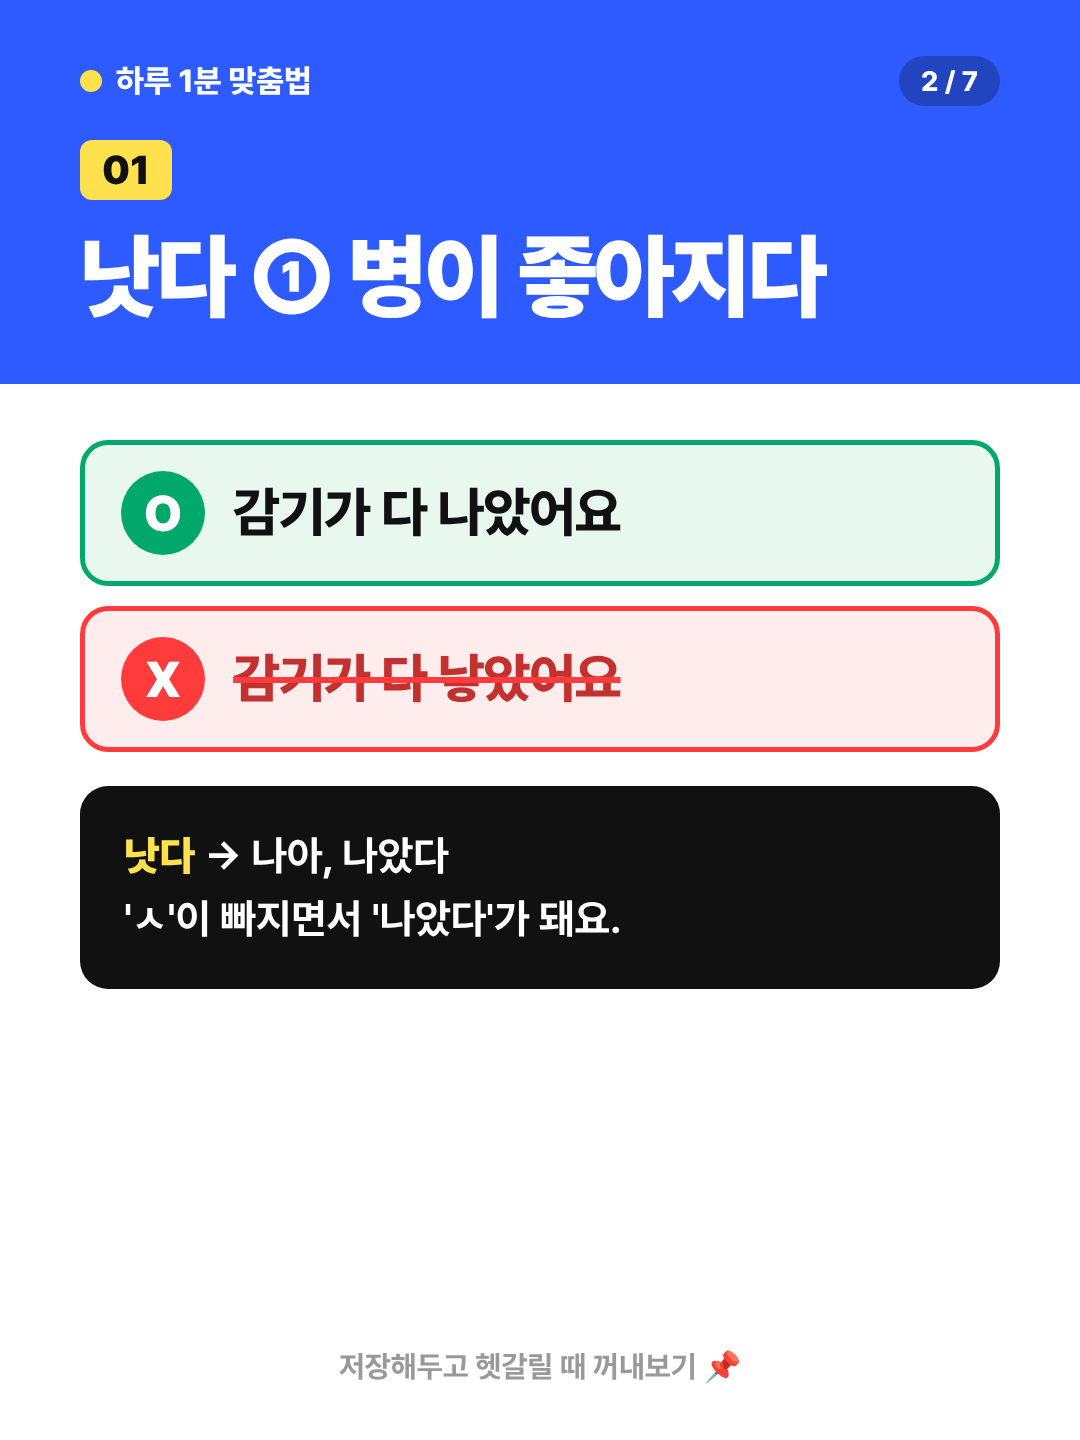 하루 1분 맞춤법
2 / 7
01
낫다 ① 병이 좋아지다
O 감기가 다 나았어요
X 감기가 다 낳았어요
낫다 → 나아, 나았다
'ㅅ'이 빠지면서 '나았다'가 돼요.
저장해두고 헷갈릴 때 꺼내보기 📌